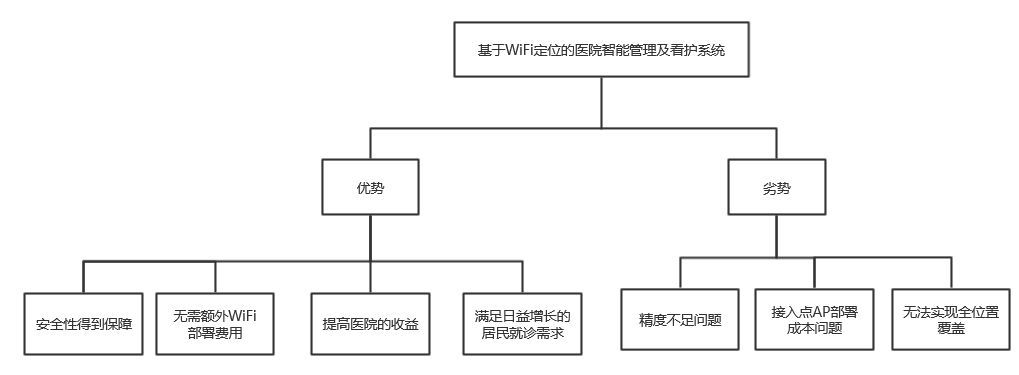 基于WiFi定位的医院智能管理及看护系统
优势
劣势
安全性得到保障
无需额外WiFi
部署费用
提高医院的收益
满足日益增长的
居民就诊需求
精度不足问题
接入点AP部署
成本问题
无法实现全位置
覆盖